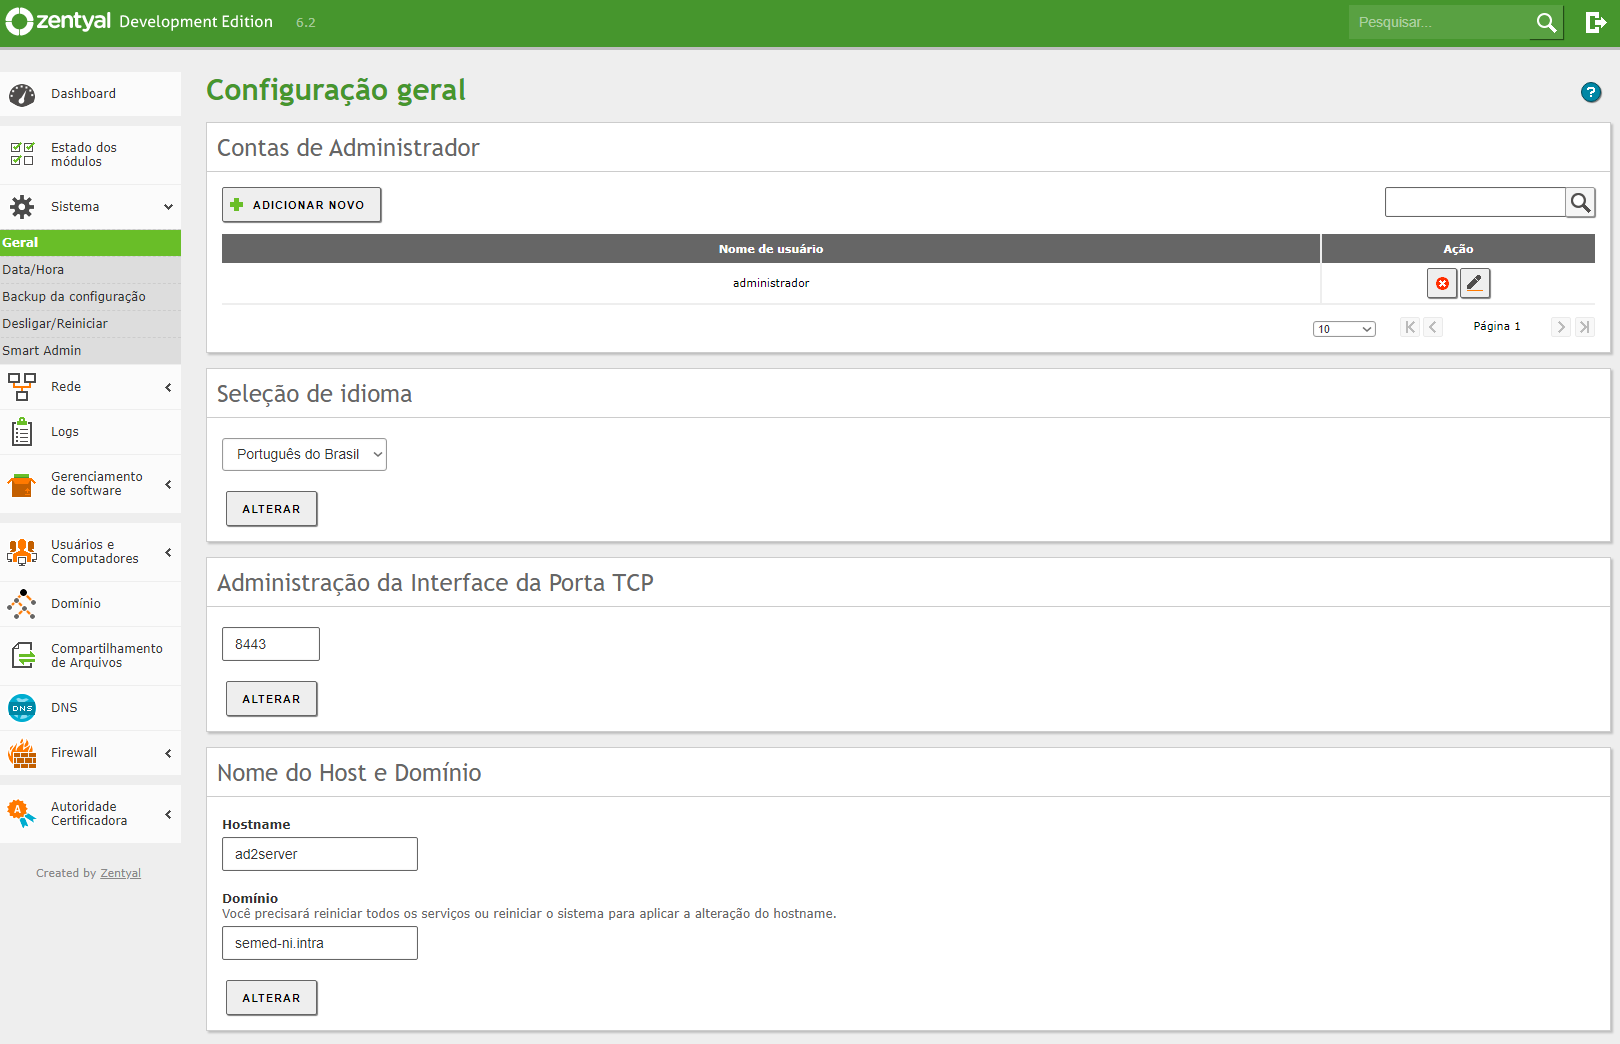 zentyal Development Edition 6.2
Pesquisar...
Dashboard
Estado dos
módulos
Sistema
Geral
Data/Hora
Backup da configuração
Desligar/Reiniciar
Smart Admin
Rede
Logs
Gerenciamento
de software
Usuários e
Computadores
Domínio
Compartilhamento
de Arquivos
DNS
DNS
Firewall
A
Autoridade
Certificadora
Created by Zentyal
Configuração geral
?
Contas de Administrador
ADICIONAR NOVO
Nome de usuário Ação
administrador
10 Página 1
Seleção de idioma
Português do Brasil
ALTERAR
Administração da Interface da Porta TCP
8443
ALTERAR
Nome do Host e Domínio
Hostname
ad2server
Domínio
Você precisará reiniciar todos os serviços ou reiniciar o sistema para aplicar a alteração do hostname.
semed-ni.intra
ALTERAR